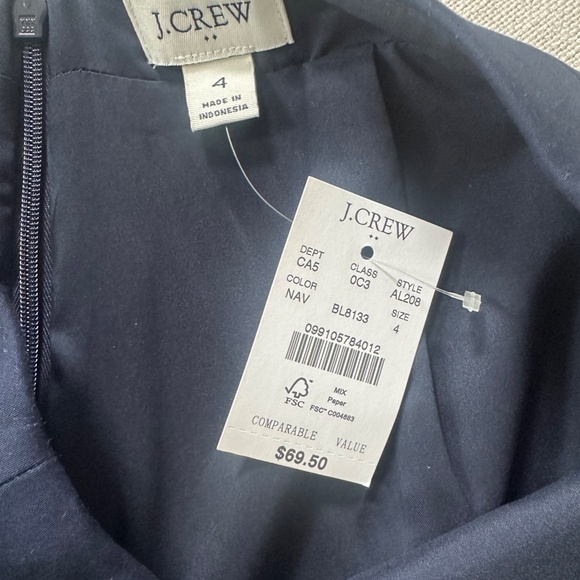 J.CREW
4
MADE IN
INDONESIA
J.CREW
DEPT CLASS STYLE
CA5 0C3 AL208
COLOR SIZE
NAV BL8133 4
099105784012
FSC
MIX
Paper
FSC™ C004883
COMPARABLE VALUE
$69.50